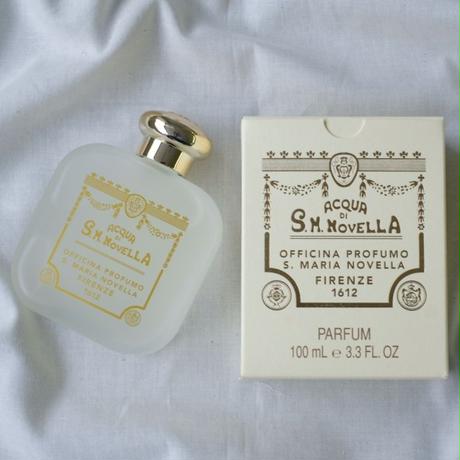 ACQUA
DI
S.M. NOVELLA
OFFICINA PROFUMO
S. MARIA NOVELLA
FIRENZE
1612
ACQUA
DI
S.M. NOVELLA
OFFICINA PROFUMO
S. MARIA NOVELLA
FIRENZE
1612
PARFUM
100 mL e 3.3 FL. OZ